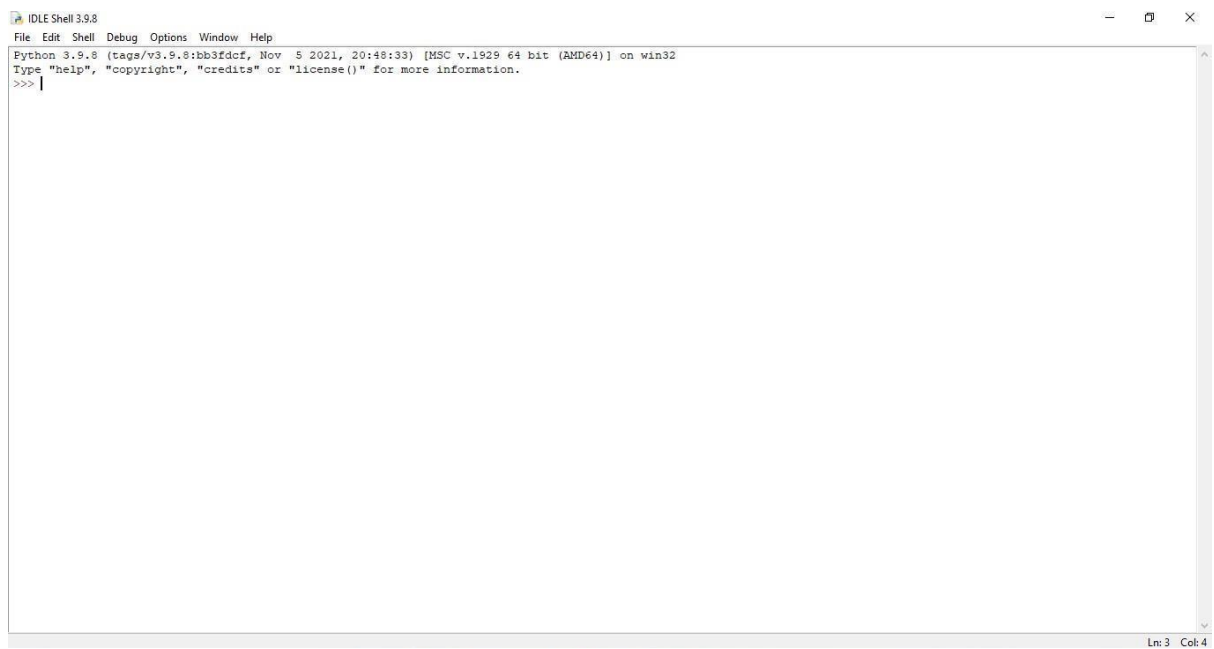 IDLE Shell 3.9.8
File Edit Shell Debug Options Window Help
Python 3.9.8 (tags/v3.9.8:bb3fdcf, Nov  5 2021, 20:48:33) [MSC v.1929 64 bit (AMD64)] on win32
Type "help", "copyright", "credits" or "license()" for more information.
>>>
Ln: 3 Col: 4